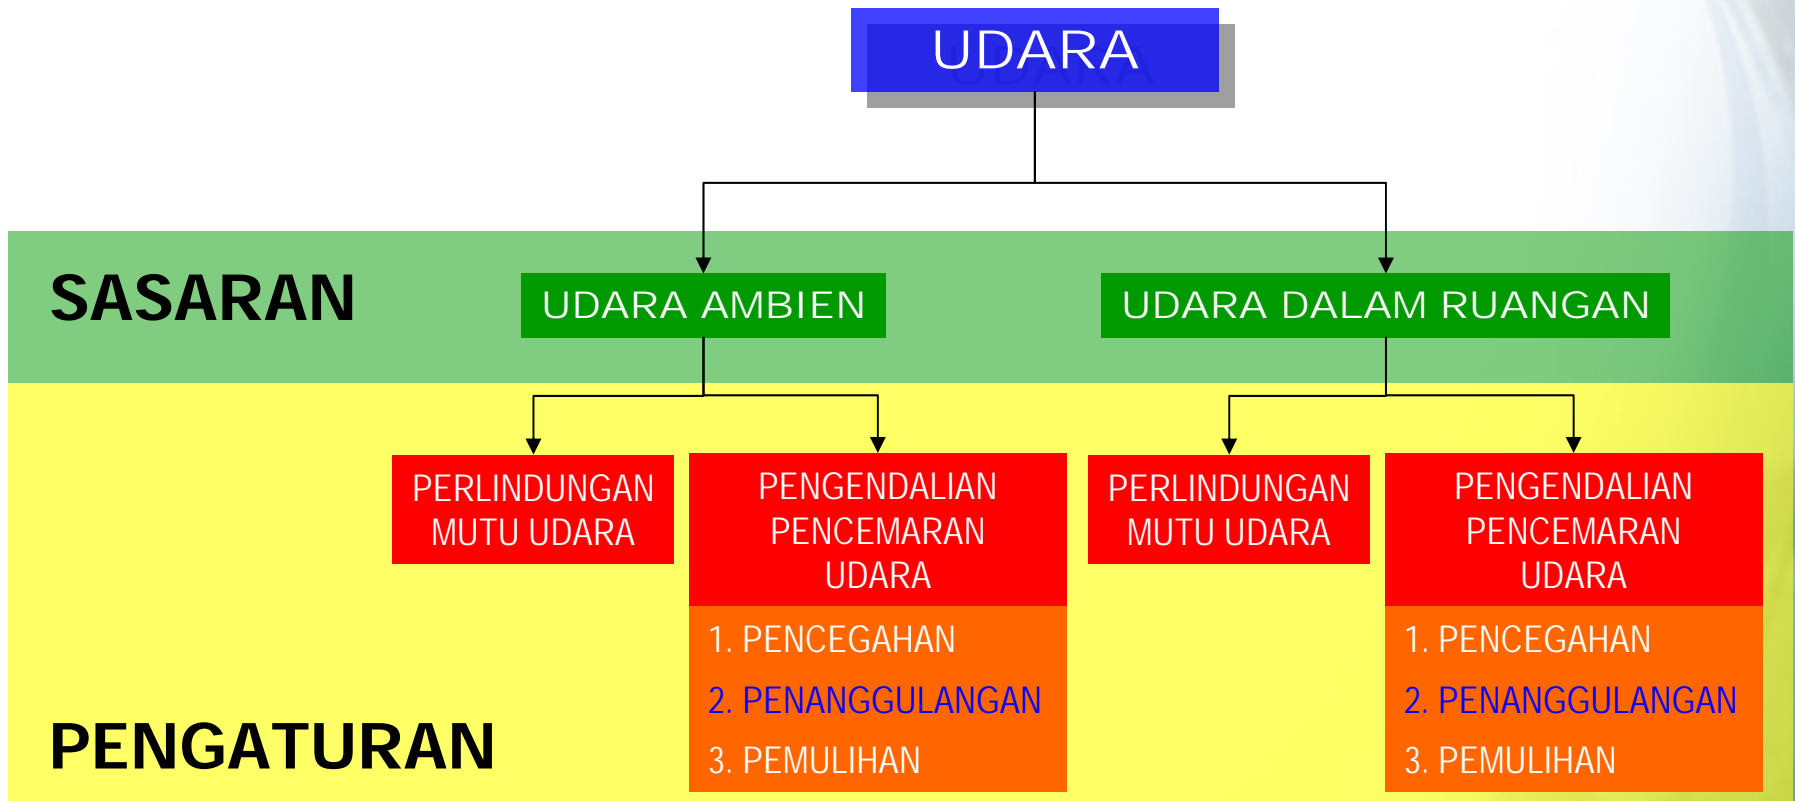 UDARA
SASARAN
UDARA AMBIEN
UDARA DALAM RUANGAN
PERLINDUNGAN
MUTU UDARA
PENGENDALIAN
PENCEMARAN
UDARA
1. PENCEGAHAN
2. PENANGGULANGAN
3. PEMULIHAN
PERLINDUNGAN
MUTU UDARA
PENGENDALIAN
PENCEMARAN
UDARA
1. PENCEGAHAN
2. PENANGGULANGAN
3. PEMULIHAN
PENGATURAN